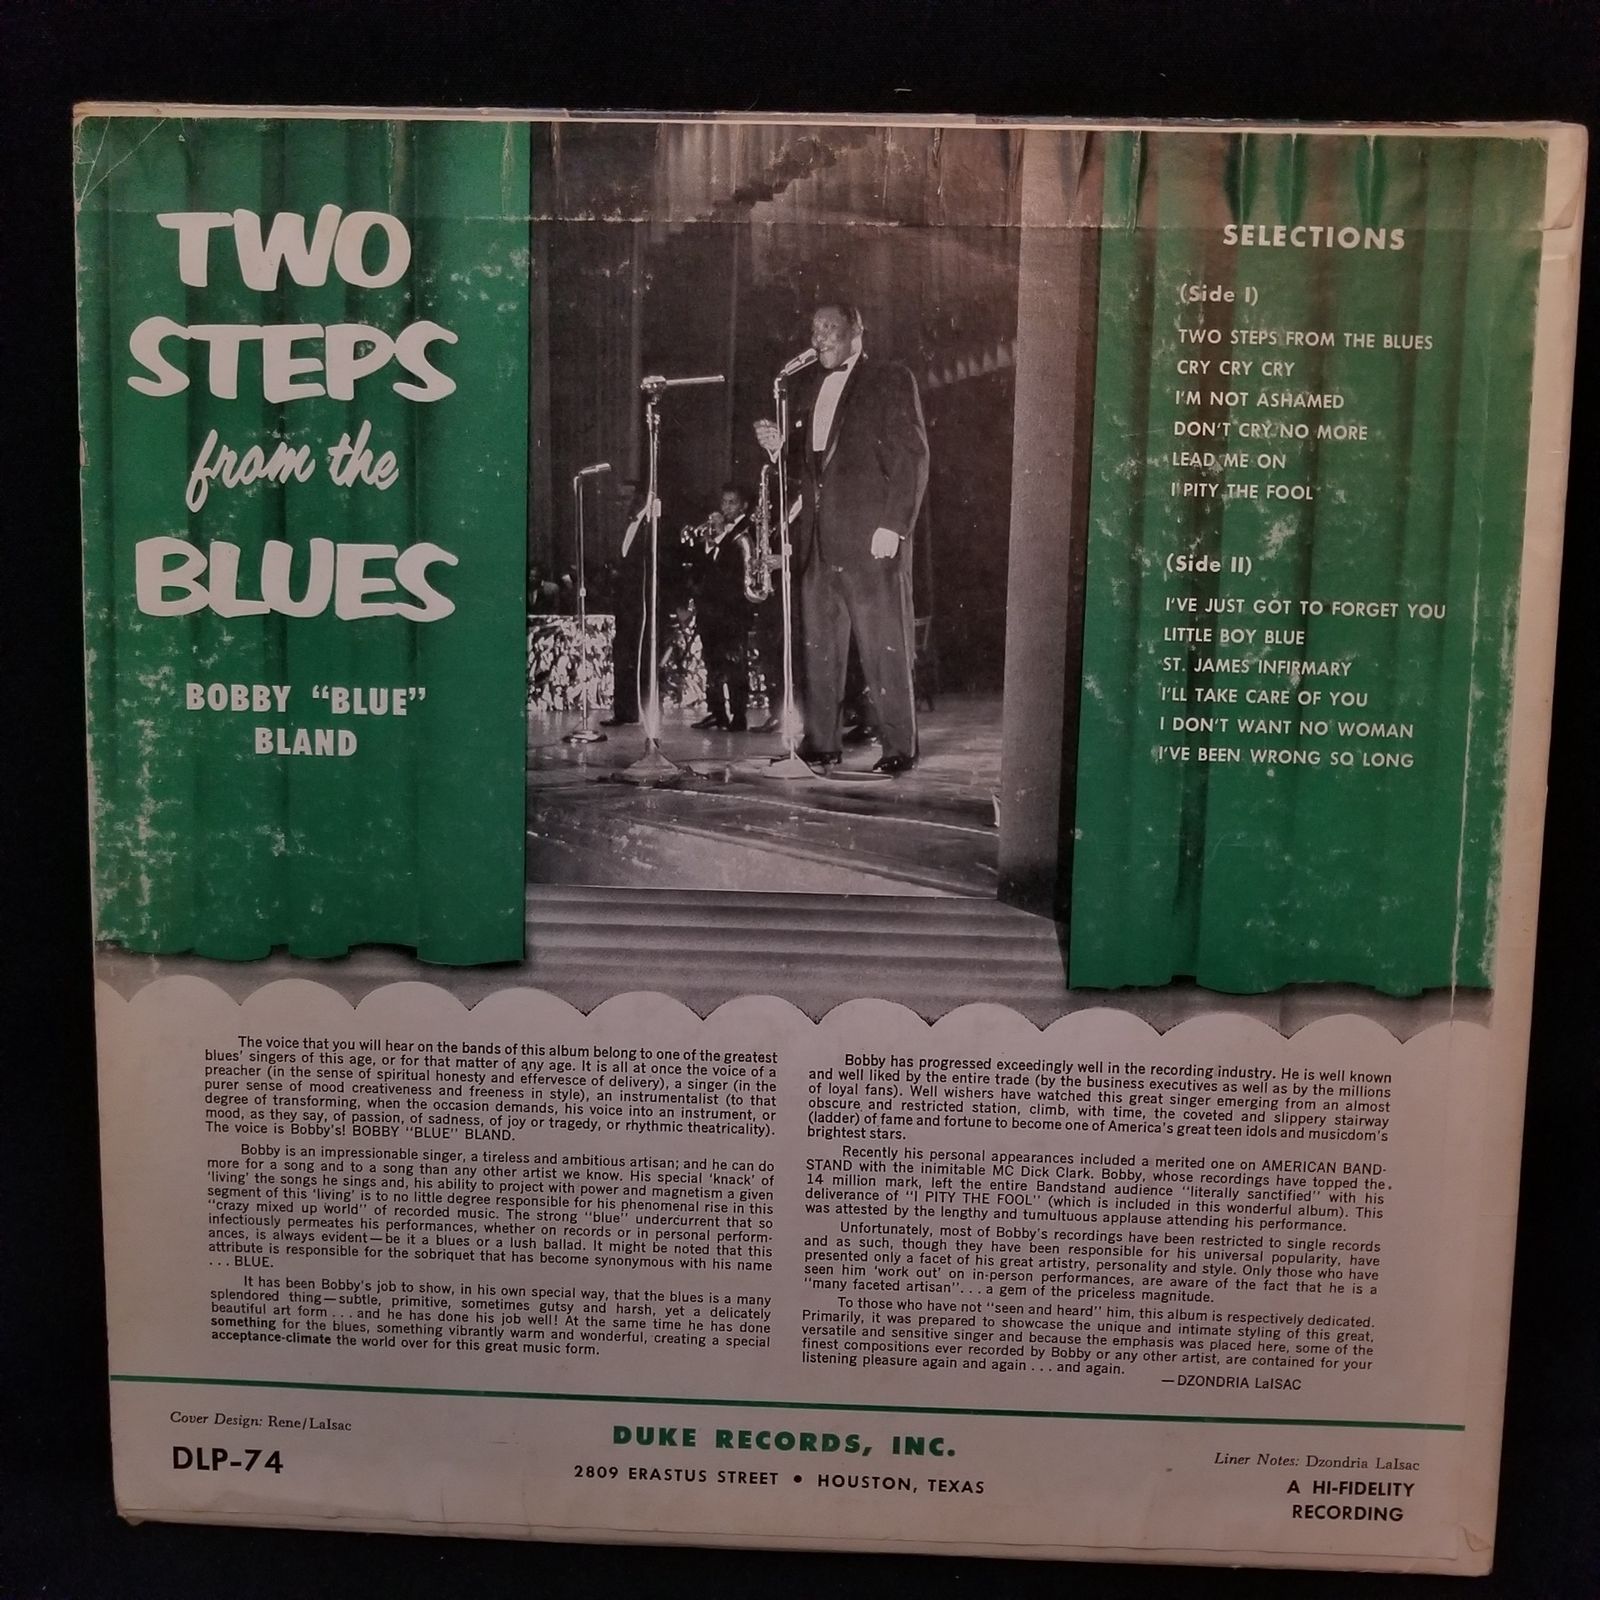 TWO
STEPS
from the
BLUES
BOBBY "BLUE"
BLAND
SELECTIONS
(Side I)
TWO STEPS FROM THE BLUES
CRY CRY CRY
I'M NOT ASHAMED
DON'T CRY NO MORE
LEAD ME ON
I PITY THE FOOL
(Side II)
I'VE JUST GOT TO FORGET YOU
LITTLE BOY BLUE
ST. JAMES INFIRMARY
I'LL TAKE CARE OF YOU
I DON'T WANT NO WOMAN
I'VE BEEN WRONG SO LONG
The voice that you will hear on the bands of this album belong to one of the greatest
blues' singers of this age, or for that matter of any age. It is all at once the voice of a
preacher (in the sense of spiritual honesty and effervesce of delivery), a singer (in the
purer sense of mood creativeness and freeness in style), an instrumentalist (to that
degree of transforming, when the occasion demands, his voice into an instrument, or
mood, as they say, of passion, of sadness, of joy or tragedy, or rhythmic theatricality).
The voice is Bobby's! BOBBY "BLUE" BLAND.
Bobby is an impressionable singer, a tireless and ambitious artisan; and he can do
more for a song and to a song than any other artist we know. His special 'knack' of
'living' the songs he sings and, his ability to project with power and magnetism a given
segment of this 'living' is to no little degree responsible for his phenomenal rise in this
"crazy mixed up world" of recorded music. The strong "blue" undercurrent that so
infectiously permeates his performances, whether on records or in personal perform-
ances, is always evident—be it a blues or a lush ballad. It might be noted that this
attribute is responsible for the sobriquet that has become synonymous with his name
. . . BLUE.
It has been Bobby's job to show, in his own special way, that the blues is a many
splendored thing—subtle, primitive, sometimes gutsy and harsh, yet a delicately
beautiful art form . . . and he has done his job well! At the same time he has done
something for the blues, something vibrantly warm and wonderful, creating a special
acceptance-climate the world over for this great music form.
Bobby has progressed exceedingly well in the recording industry. He is well known
and well liked by the entire trade (by the business executives as well as by the millions
of loyal fans). Well wishers have watched this great singer emerging from an almost
obscure and restricted station, climb, with time, the coveted and slippery stairway
(ladder) of fame and fortune to become one of America's great teen idols and musicdom's
brightest stars.
Recently his personal appearances included a merited one on AMERICAN BAND-
STAND with the inimitable MC Dick Clark. Bobby, whose recordings have topped the
14 million mark, left the entire Bandstand audience "literally sanctified" with his
deliverance of "I PITY THE FOOL" (which is included in this wonderful album). This
was attested by the lengthy and tumultuous applause attending his performance.
Unfortunately, most of Bobby's recordings have been restricted to single records
and as such, though they have been responsible for his universal popularity, have
presented only a facet of his great artistry, personality and style. Only those who have
seen him 'work out' on in-person performances, are aware of the fact that he is a
"many faceted artisan" . . . a gem of the priceless magnitude.
To those who have not "seen and heard" him, this album is respectively dedicated.
Primarily, it was prepared to showcase the unique and intimate styling of this great,
versatile and sensitive singer and because the emphasis was placed here, some of the
finest compositions ever recorded by Bobby or any other artist, are contained for your
listening pleasure again and again . . . and again.
—DZONDRIA LaISAC
Cover Design: Rene/LaIsac
DLP-74
DUKE RECORDS, INC.
2809 ERASTUS STREET • HOUSTON, TEXAS
Liner Notes: Dzondria LaIsac
A HI-FIDELITY
RECORDING